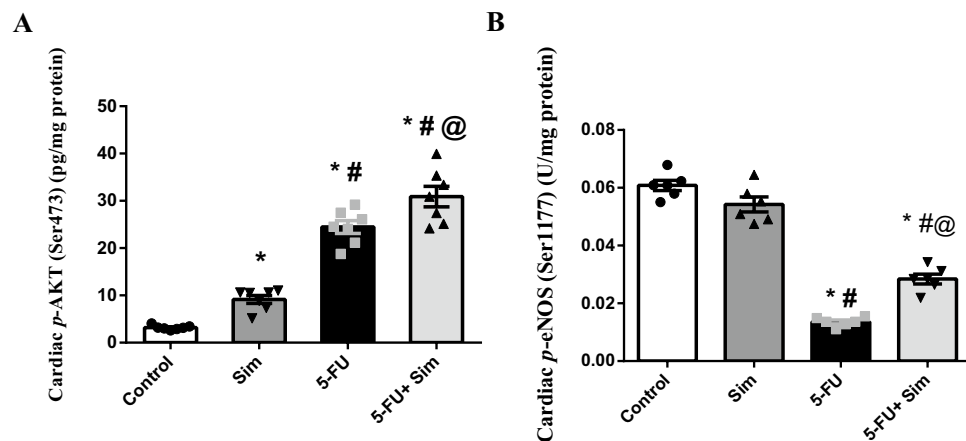 A
Cardiac p-AKT (Ser473) (pg/mg protein)
50
40
30
20
10
0
*
* #
* # @
Control
Sim
5-FU
5-FU+ Sim
B
Cardiac p-eNOS (Ser1177) (U/mg protein)
0.08
0.06
0.04
0.02
0.00
* #
* #@
Control
Sim
5-FU
5-FU+ Sim